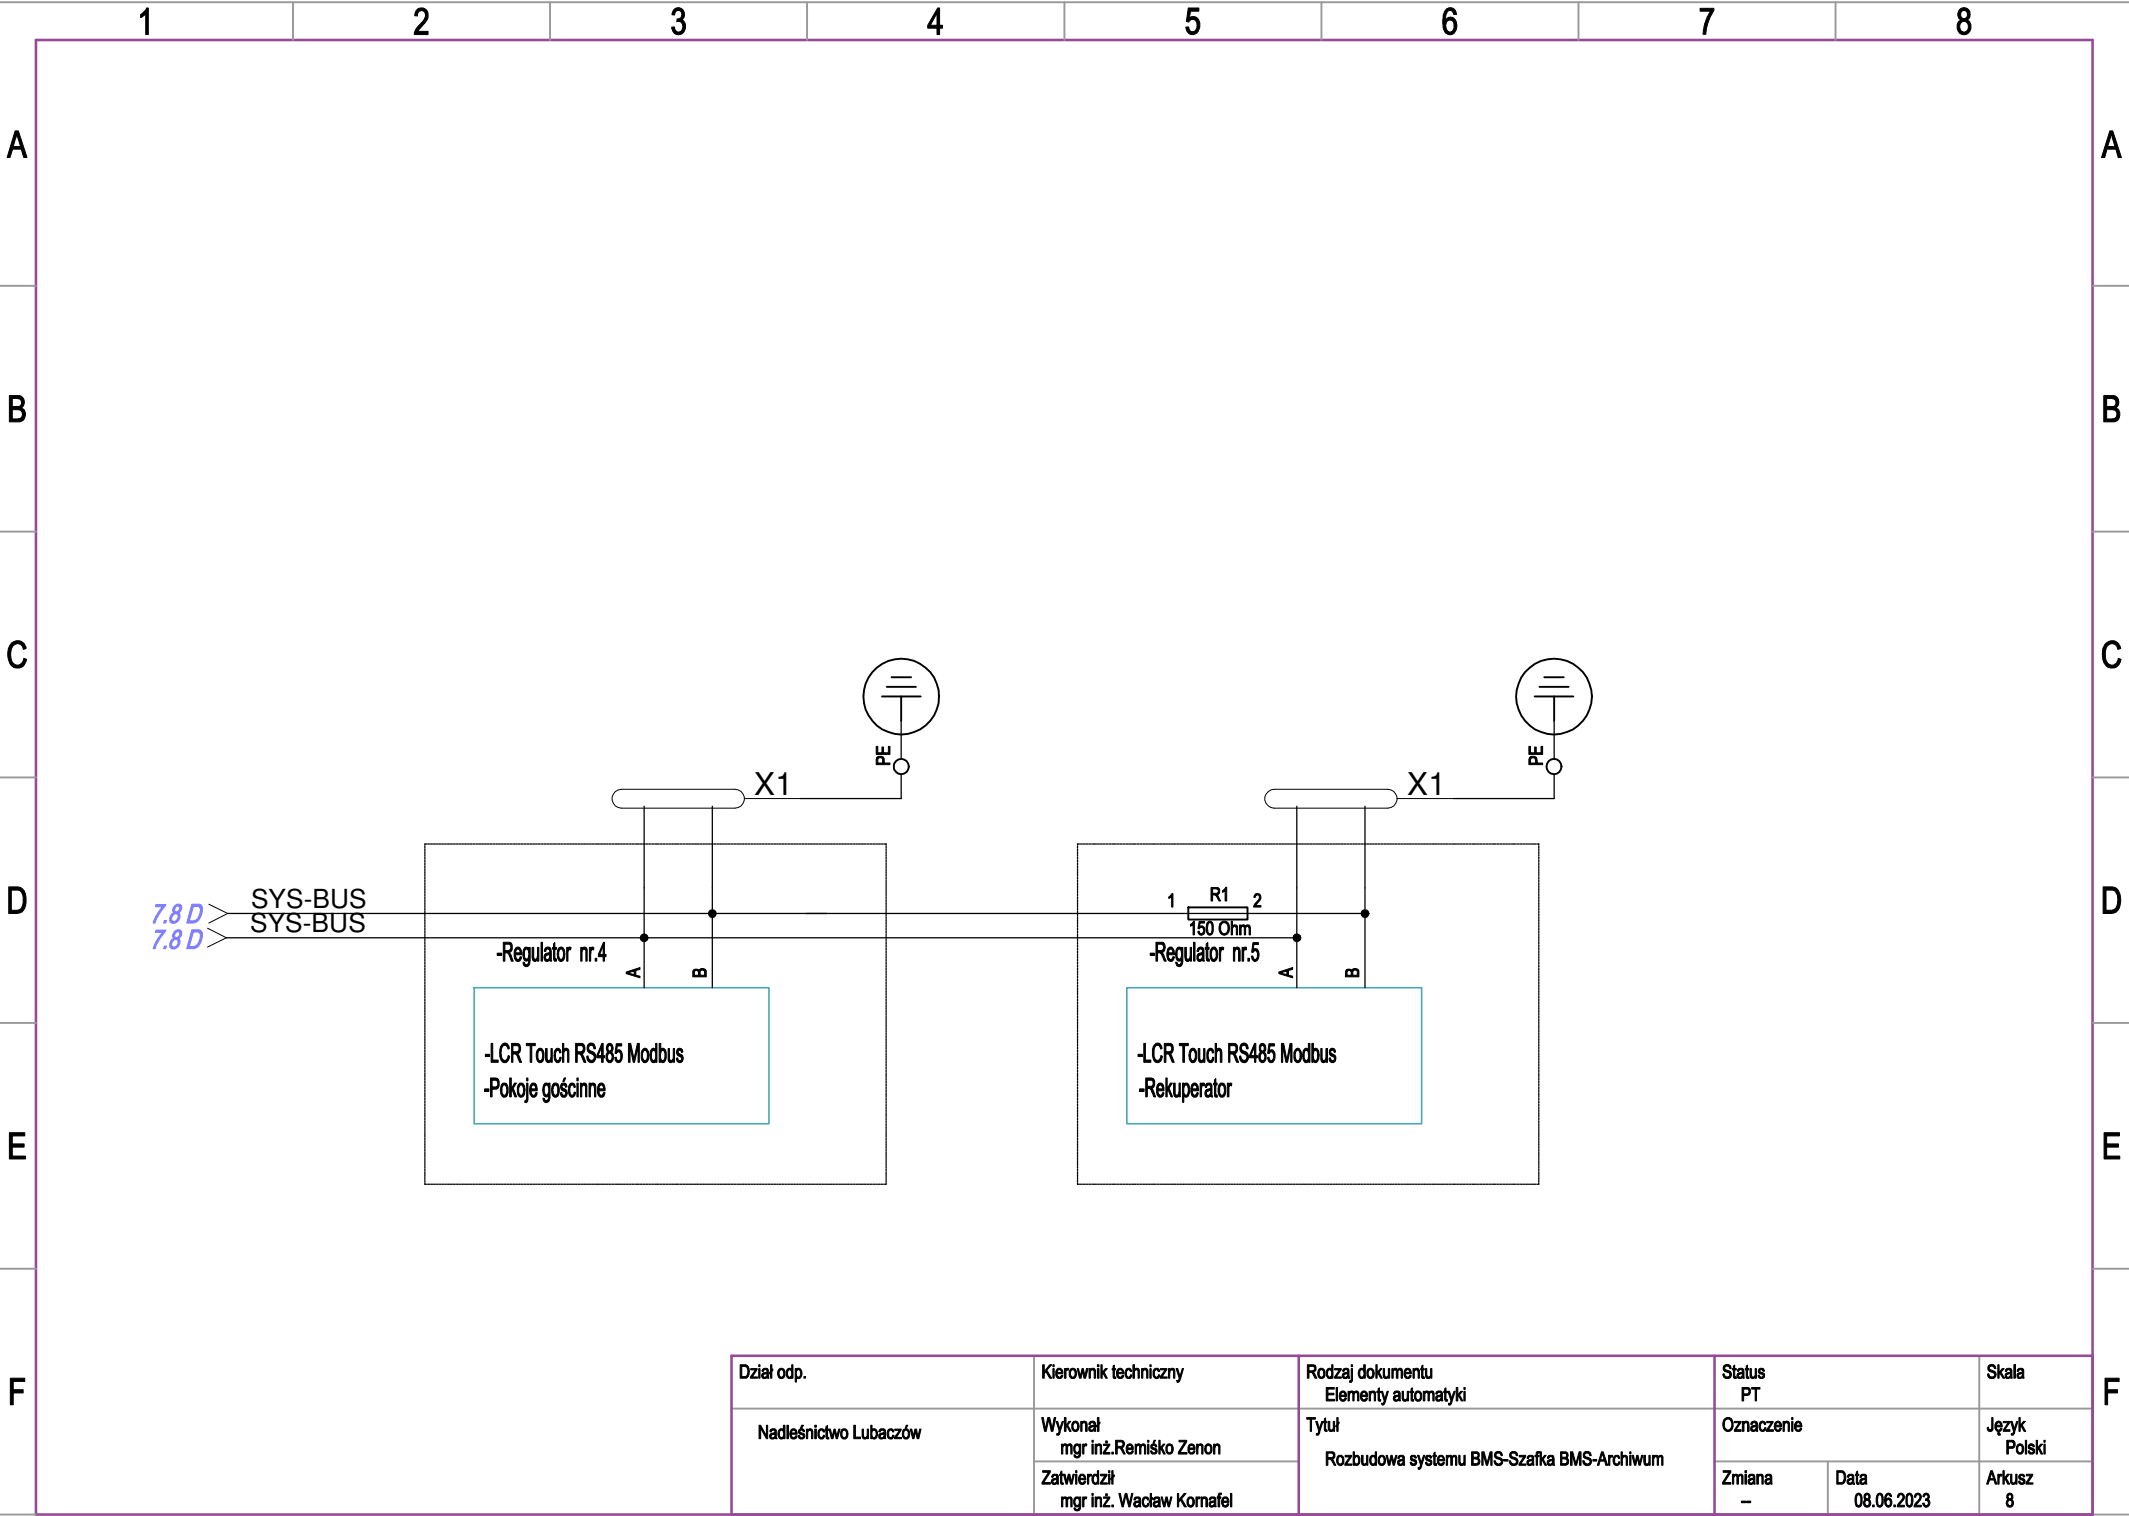 1 2 3 4 5 6 7 8
A A
B B
C C
PE PE
X1 X1
D D
7.8 D SYS-BUS 1 R1 2
7.8 D SYS-BUS 150 Ohm
-Regulator nr.4 A B -Regulator nr.5 A B
-LCR Touch RS485 Modbus -LCR Touch RS485 Modbus
-Pokoje gościnne -Rekuperator
E E
F F
Dział odp. Kierownik techniczny Rodzaj dokumentu Status Skala
Elementy automatyki PT
Nadleśnictwo Lubaczów Wykonał Tytuł Oznaczenie Język
mgr inż.Remiśko Zenon Rozbudowa systemu BMS-Szafka BMS-Archiwum Polski
Zatwierdził Zmiana Data Arkusz
mgr inż. Wacław Kornafel – 08.06.2023 8